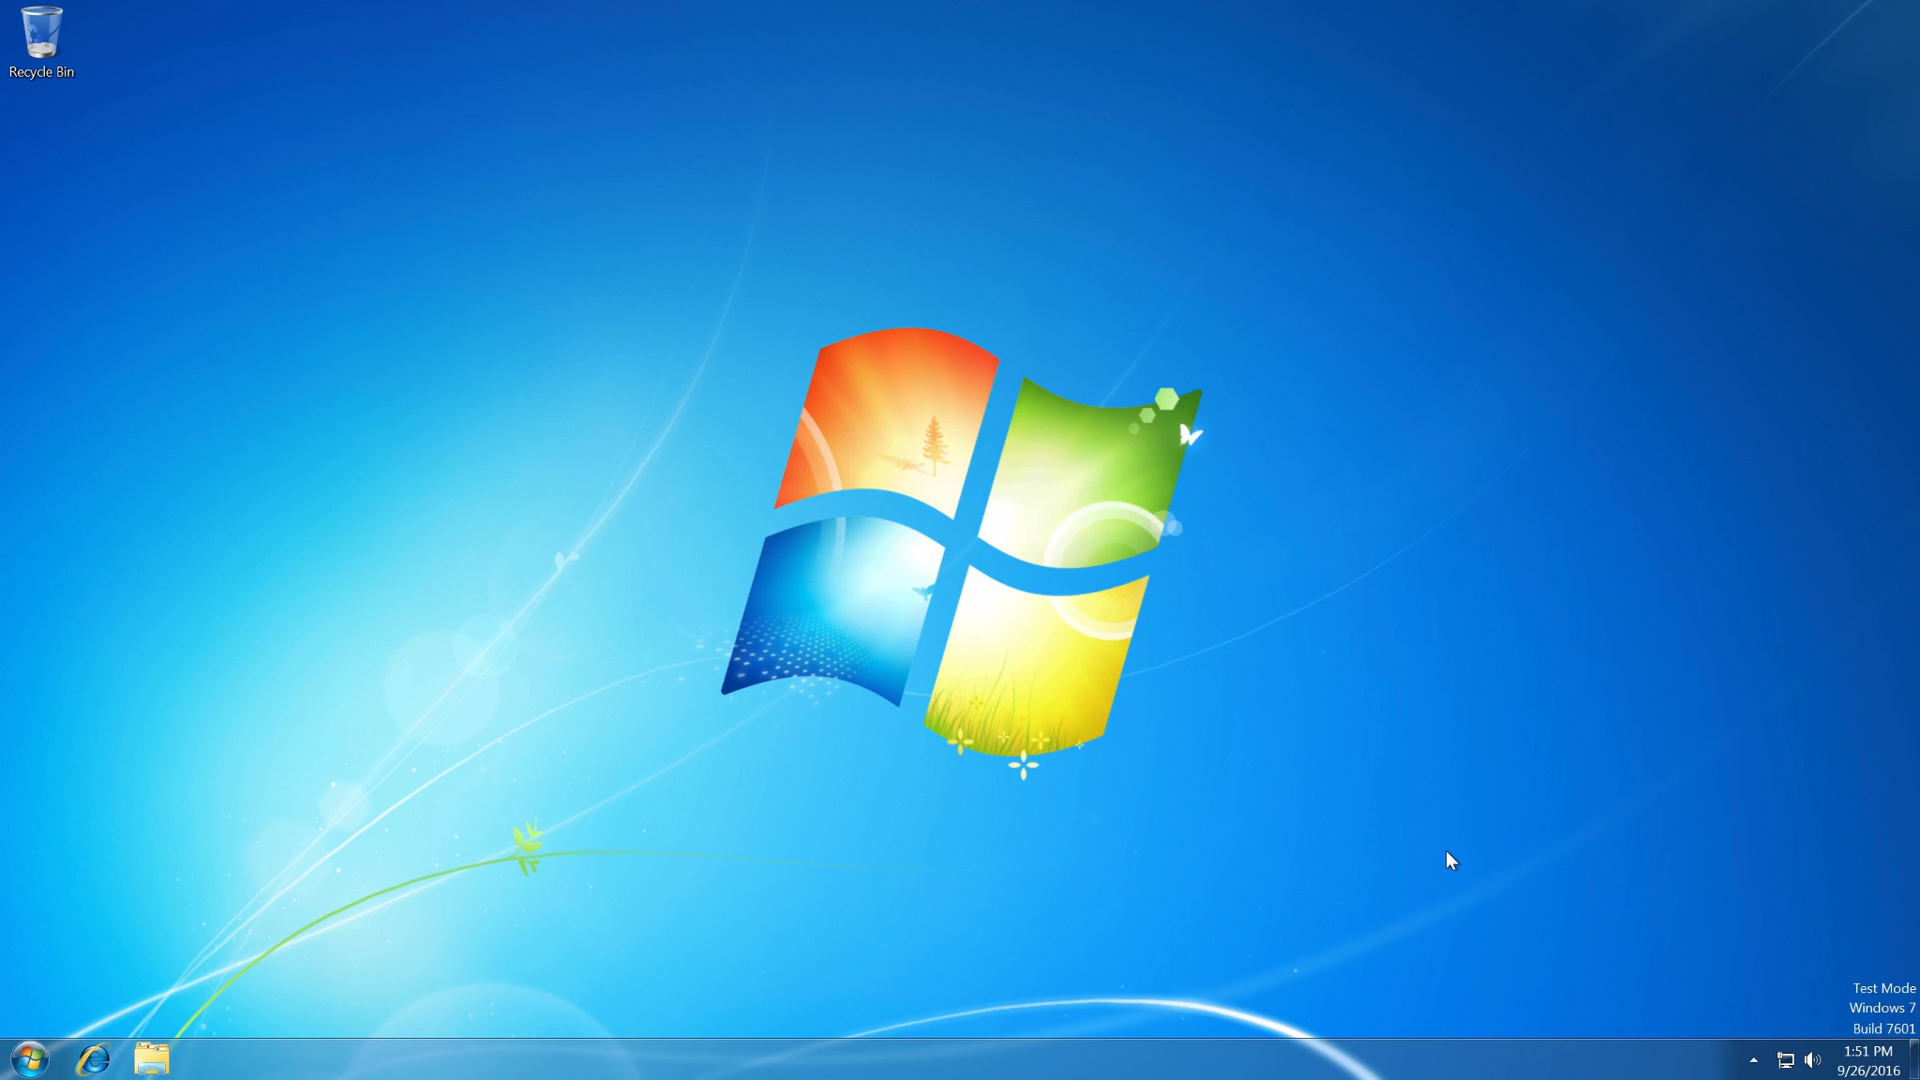 Recycle Bin
Test Mode
Windows 7
Build 7601
1:51 PM
9/26/2016